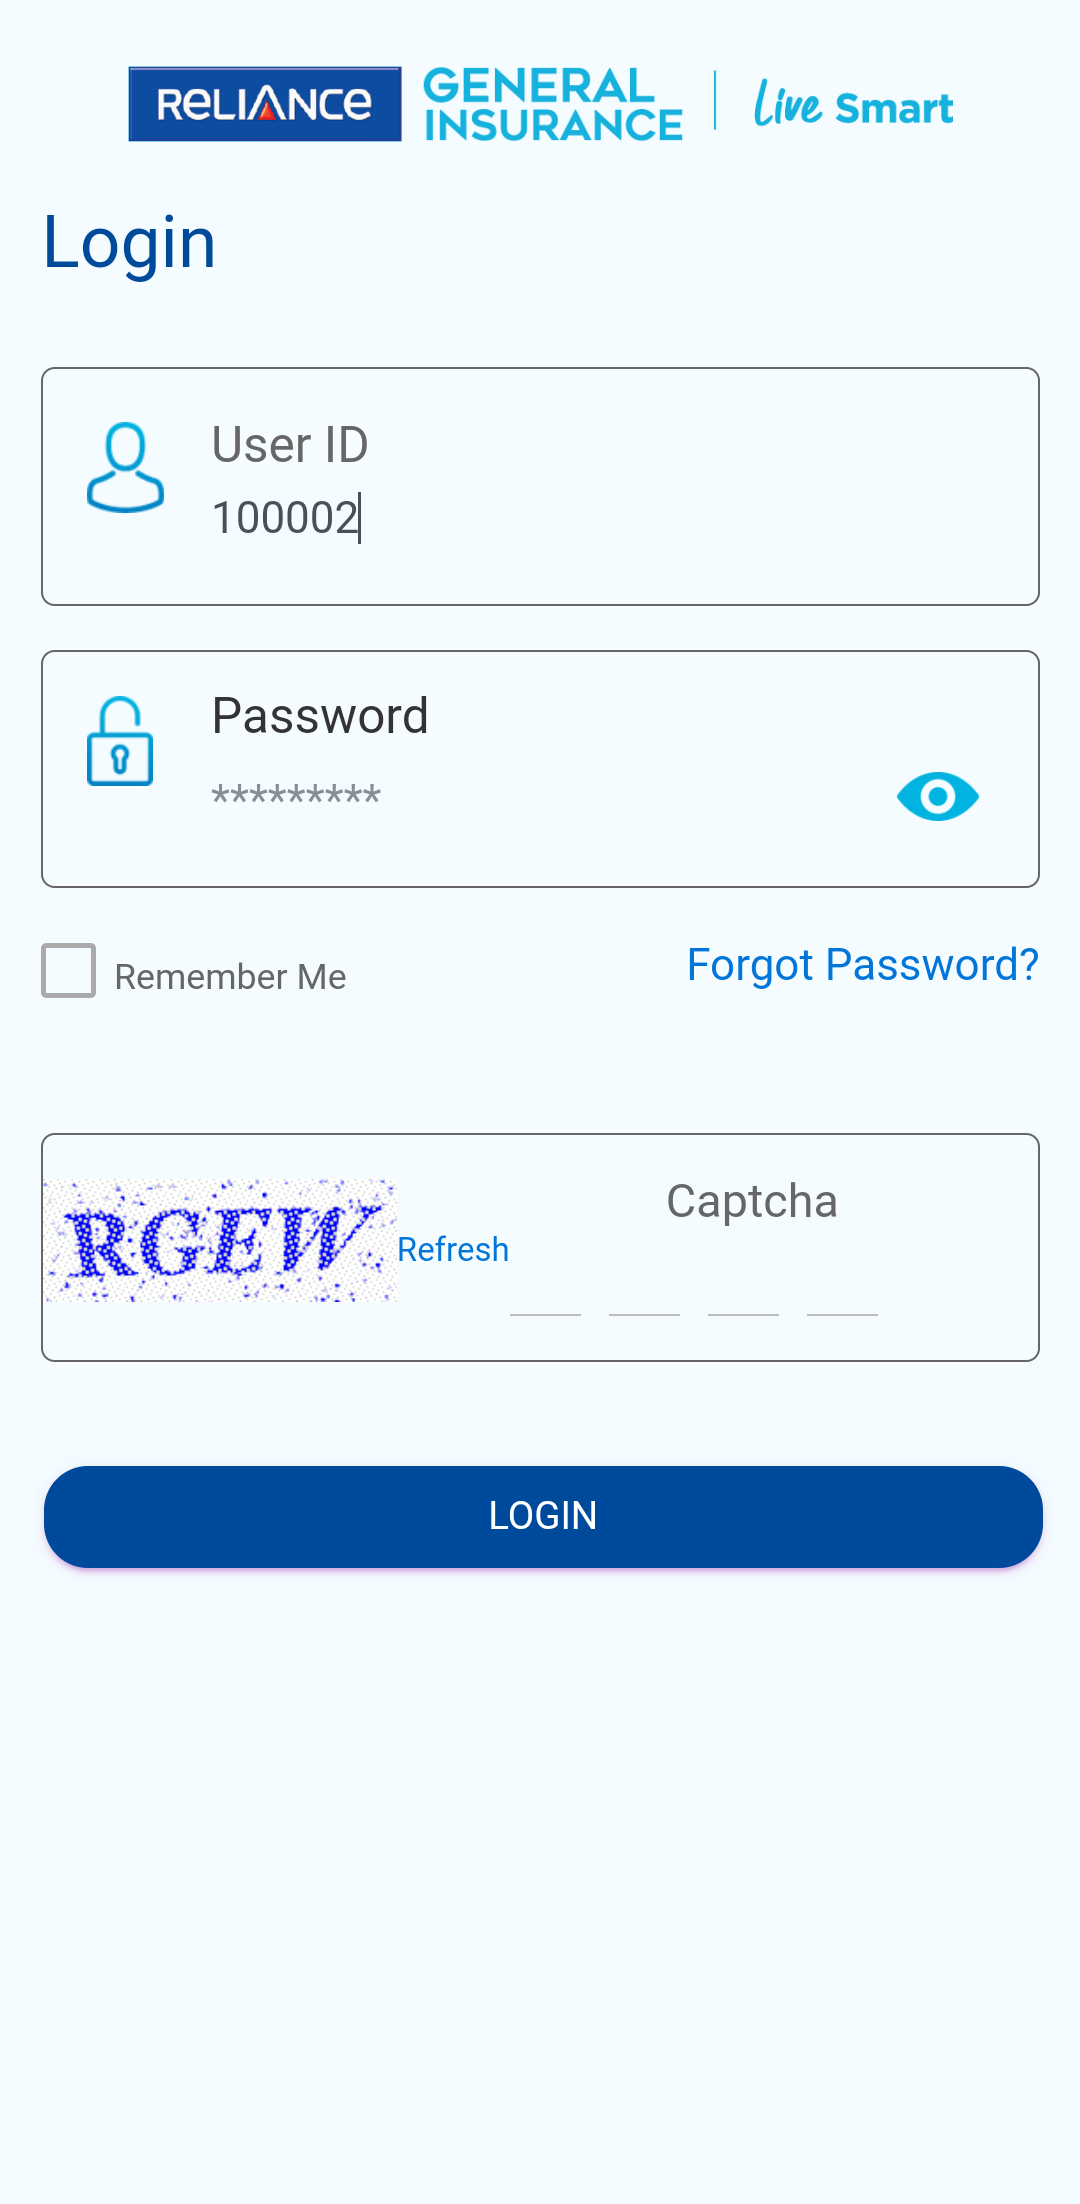 RELIANCE GENERAL INSURANCE Live Smart
Login
User ID
100002
Password
*********
Remember Me
Forgot Password?
Captcha
RGEW
Refresh
LOGIN